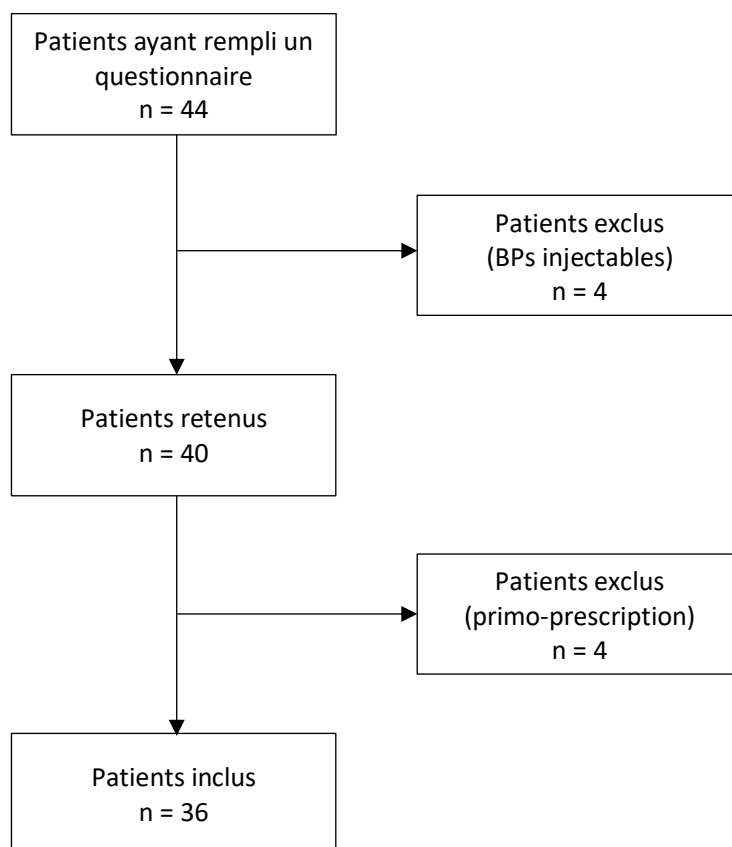 Patients ayant rempli un
questionnaire
n = 44
Patients exclus
(BPs injectables)
n = 4
Patients retenus
n = 40
Patients exclus
(primo-prescription)
n = 4
Patients inclus
n = 36